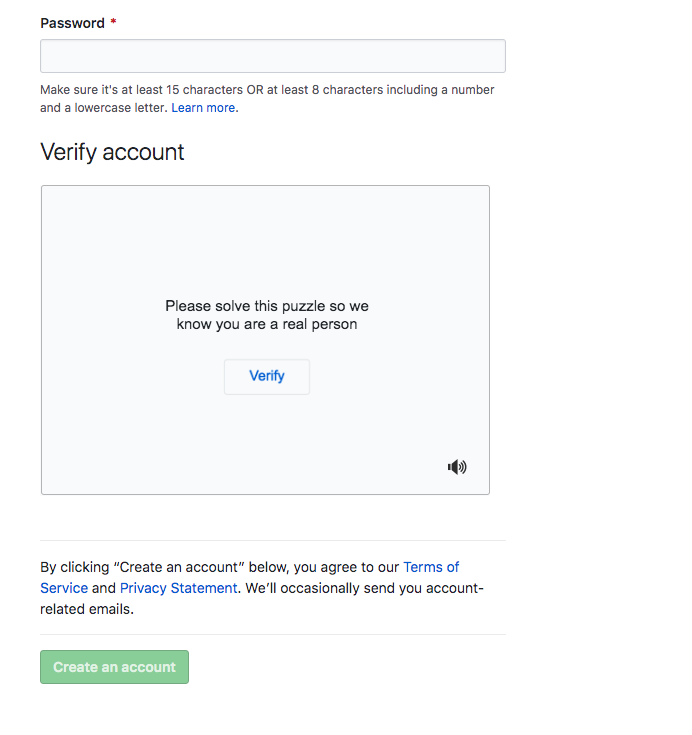 Password *
Make sure it's at least 15 characters OR at least 8 characters including a number
and a lowercase letter. Learn more.
Verify account
Please solve this puzzle so we
know you are a real person
Verify
By clicking “Create an account” below, you agree to our Terms of
Service and Privacy Statement. We’ll occasionally send you account-
related emails.
Create an account